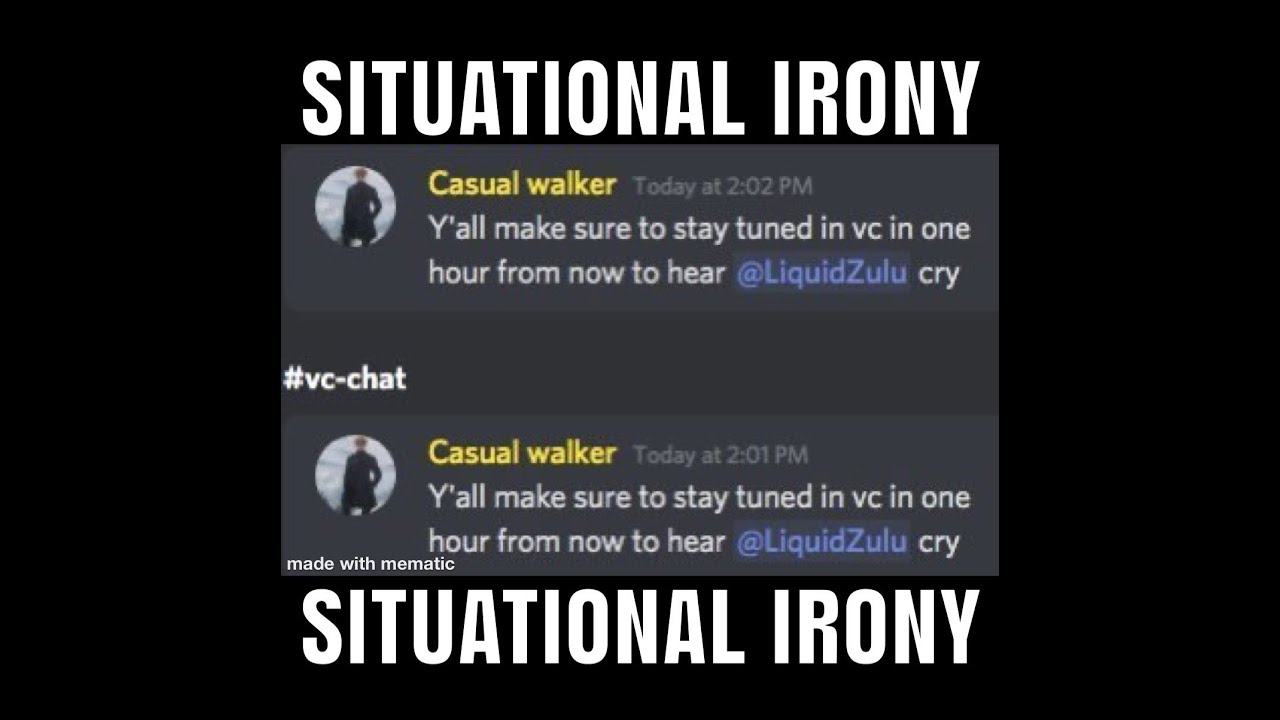 SITUATIONAL IRONY
Casual walker Today at 2:02 PM
Y'all make sure to stay tuned in vc in one
hour from now to hear @LiquidZulu cry
#vc-chat
Casual walker Today at 2:01 PM
Y'all make sure to stay tuned in vc in one
hour from now to hear @LiquidZulu cry
made with mematic
SITUATIONAL IRONY